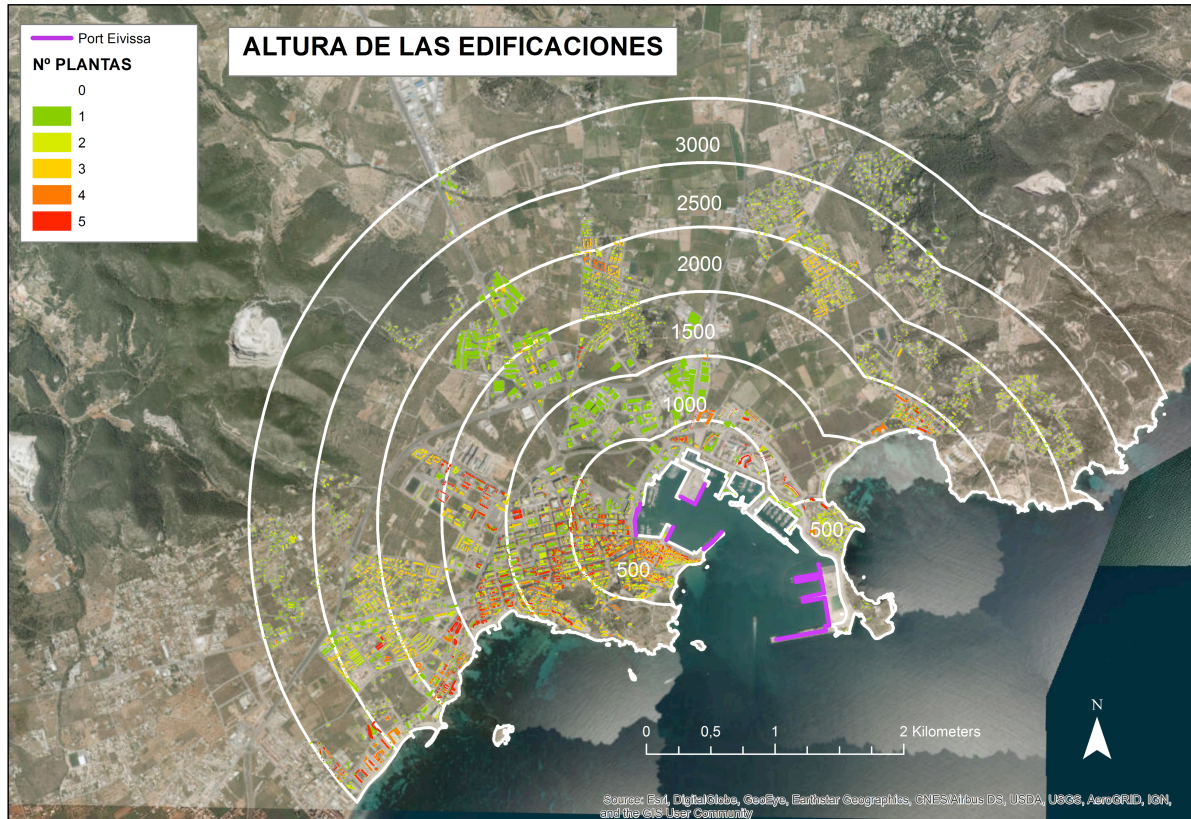 Port Eivissa
Nº PLANTAS
0
1
2
3
4
5
ALTURA DE LAS EDIFICACIONES
3000
2500
2000
1500
1000
500
500
0 0,5 1 2 Kilometers
N
Source: Esri, DigitalGlobe, GeoEye, Earthstar Geographics, CNES/Airbus DS, USDA, USGS, AeroGRID, IGN,
and the GIS User Community